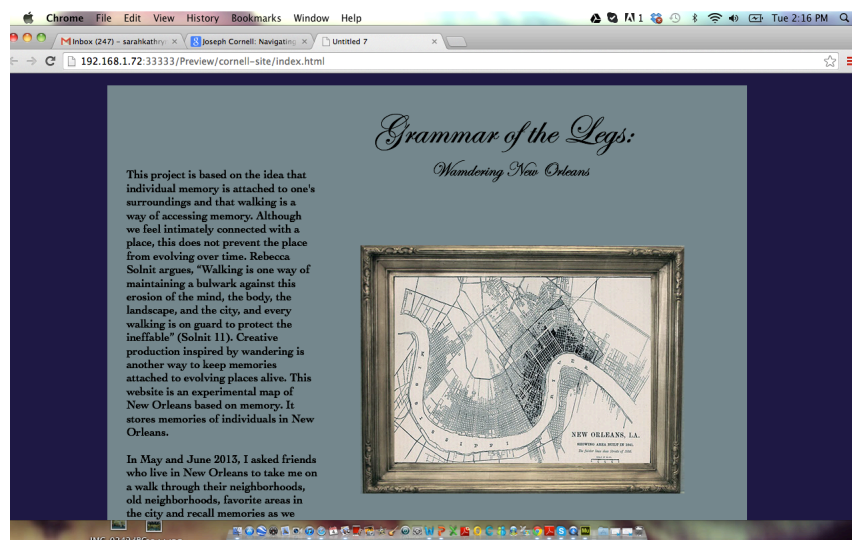 Chrome File Edit View History Bookmarks Window Help 1 Tue 2:16 PM
Inbox (247) – sarahkathry
Joseph Cornell: Navigating
Untitled 7
192.168.1.72:33333/Preview/cornell-site/index.html
Grammar of the Legs:
Wamdering New Orleans
This project is based on the idea that
individual memory is attached to one's
surroundings and that walking is a
way of accessing memory. Although
we feel intimately connected with a
place, this does not prevent the place
from evolving over time. Rebecca
Solnit argues, “Walking is one way of
maintaining a bulwark against this
erosion of the mind, the body, the
landscape, and the city, and every
walking is on guard to protect the
ineffable” (Solnit 11). Creative
production inspired by wandering is
another way to keep memories
attached to evolving places alive. This
website is an experimental map of
New Orleans based on memory. It
stores memories of individuals in New
Orleans.
In May and June 2013, I asked friends
who live in New Orleans to take me on
a walk through their neighborhoods,
old neighborhoods, favorite areas in
the city and recall memories as we
NEW ORLEANS, LA.